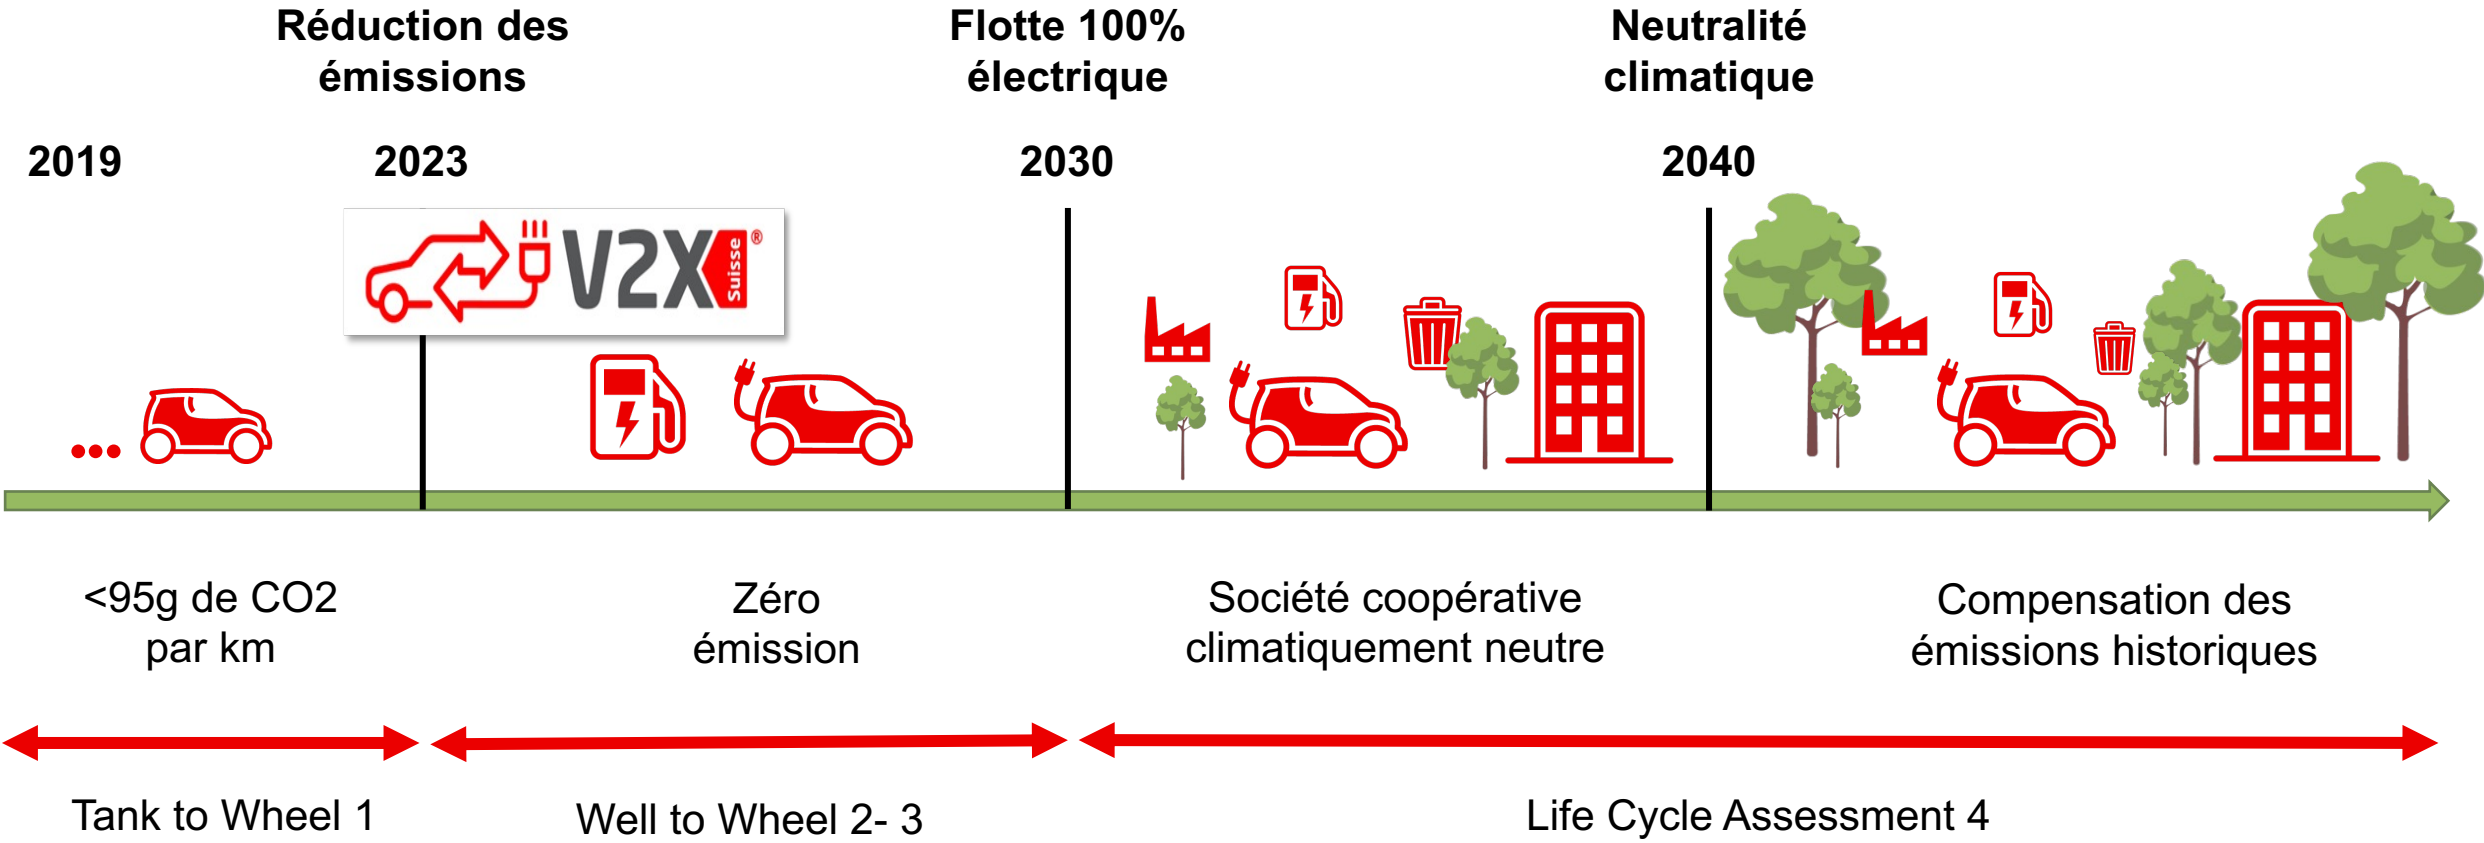 Réduction des
émissions
Flotte 100%
électrique
Neutralité
climatique
2019
2023
2030
2040
V2X
Suisse
®
<95g de CO2
par km
Zéro
émission
Société coopérative
climatiquement neutre
Compensation des
émissions historiques
Tank to Wheel 1
Well to Wheel 2- 3
Life Cycle Assessment 4